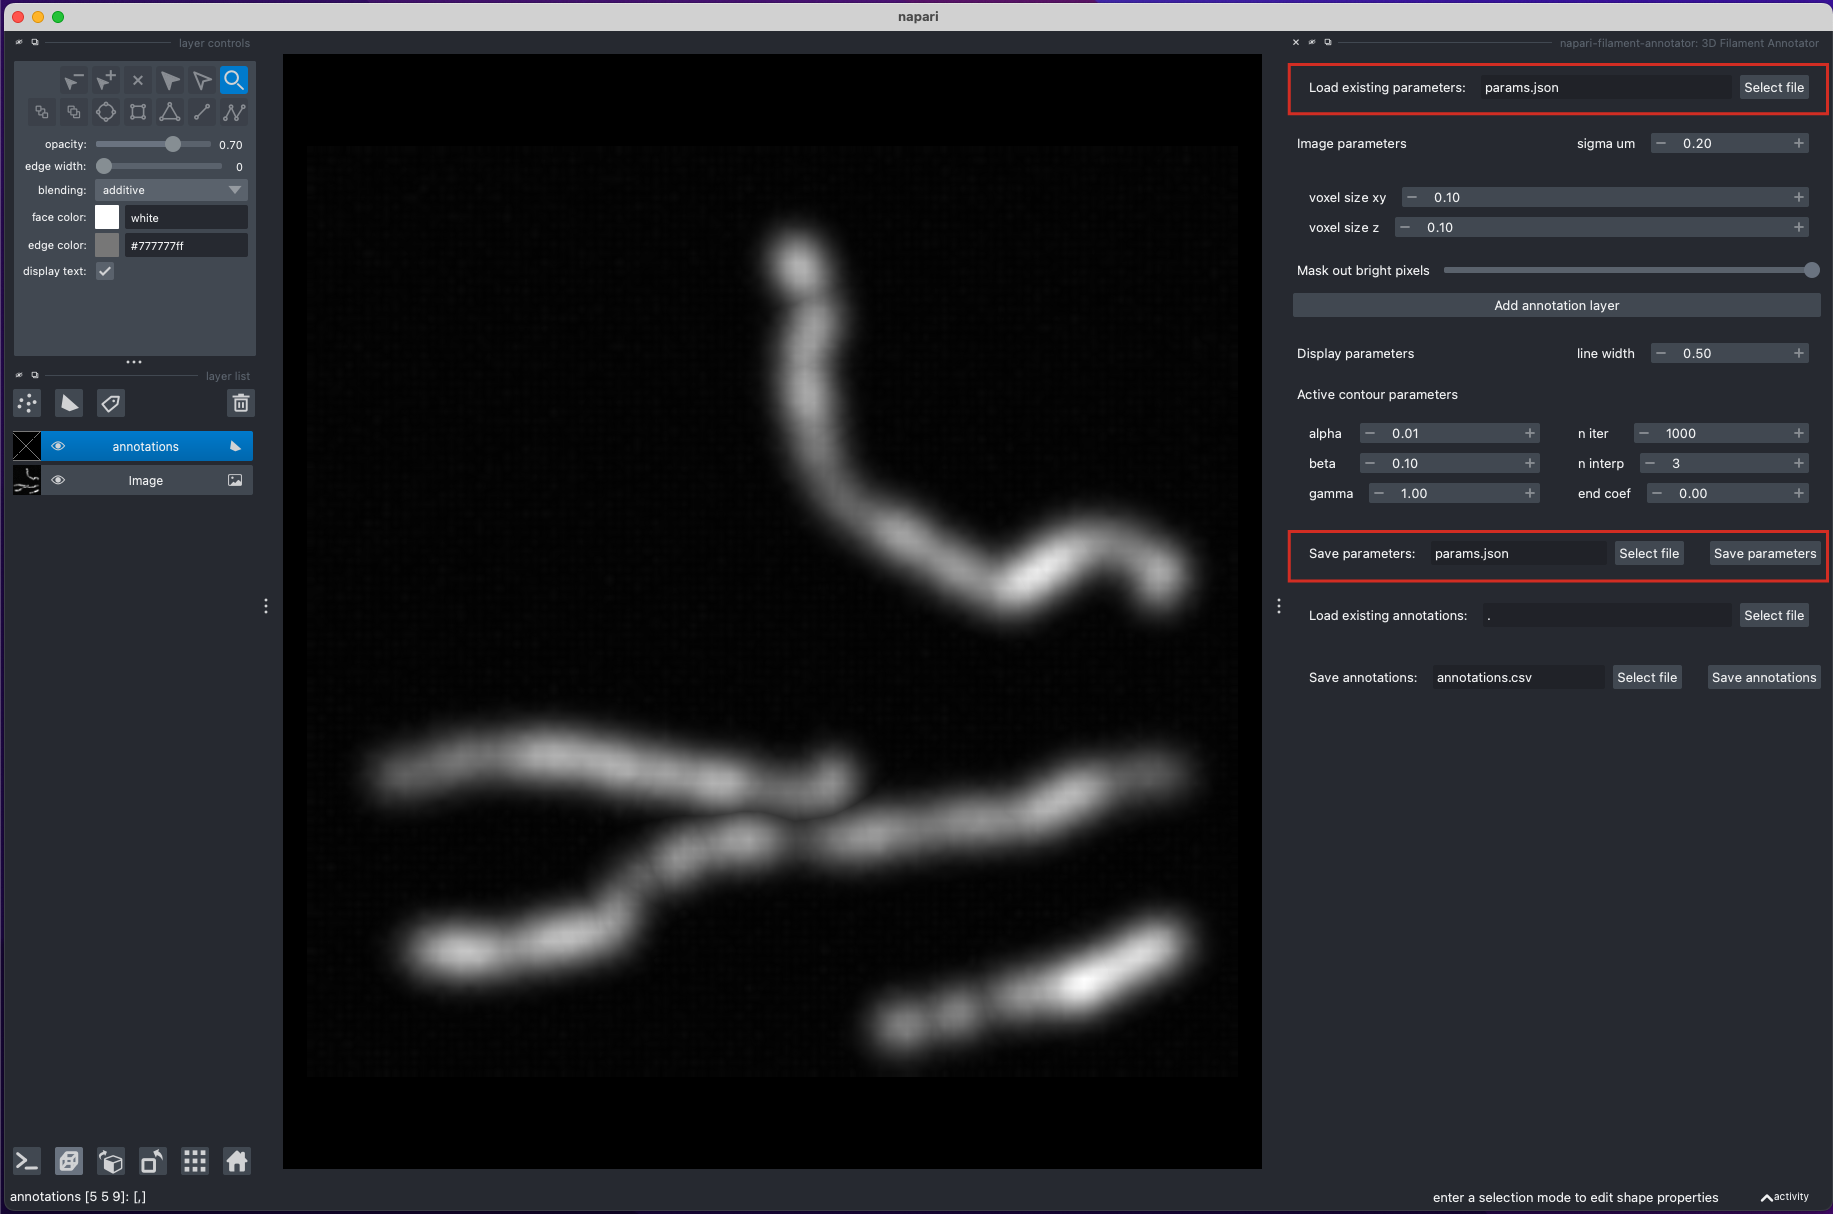 napari
layer controls
opacity: 0.70
edge width: 0
blending: additive
face color: white
edge color: #777777ff
display text:
layer list
annotations
Image
annotations [5 5 9]: [,]
napari-filament-annotator: 3D Filament Annotator
Load existing parameters: params.json Select file
Image parameters sigma um 0.20
voxel size xy 0.10
voxel size z 0.10
Mask out bright pixels
Add annotation layer
Display parameters line width 0.50
Active contour parameters
alpha 0.01 n iter 1000
beta 0.10 n interp 3
gamma 1.00 end coef 0.00
Save parameters: params.json Select file Save parameters
Load existing annotations: . Select file
Save annotations: annotations.csv Select file Save annotations
enter a selection mode to edit shape properties activity